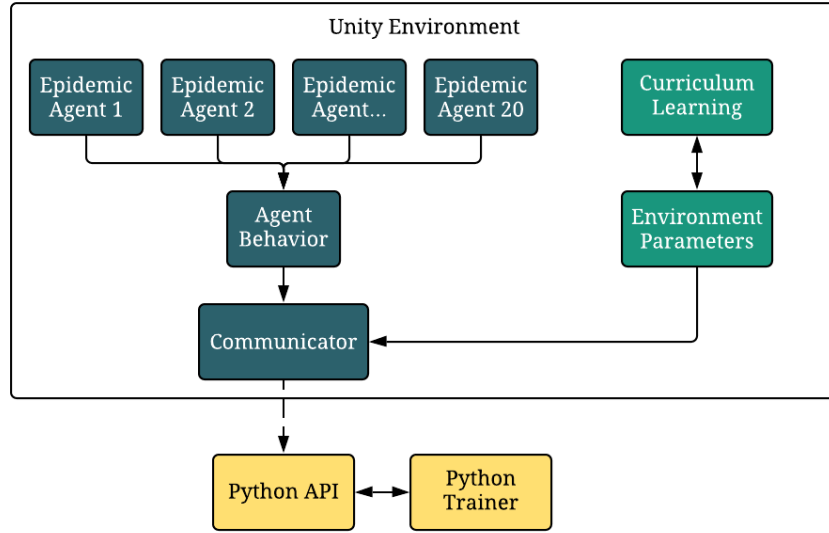 Unity Environment
Epidemic
Agent 1
Epidemic
Agent 2
Epidemic
Agent...
Epidemic
Agent 20
Curriculum
Learning
Agent
Behavior
Environment
Parameters
Communicator
Python API
Python
Trainer